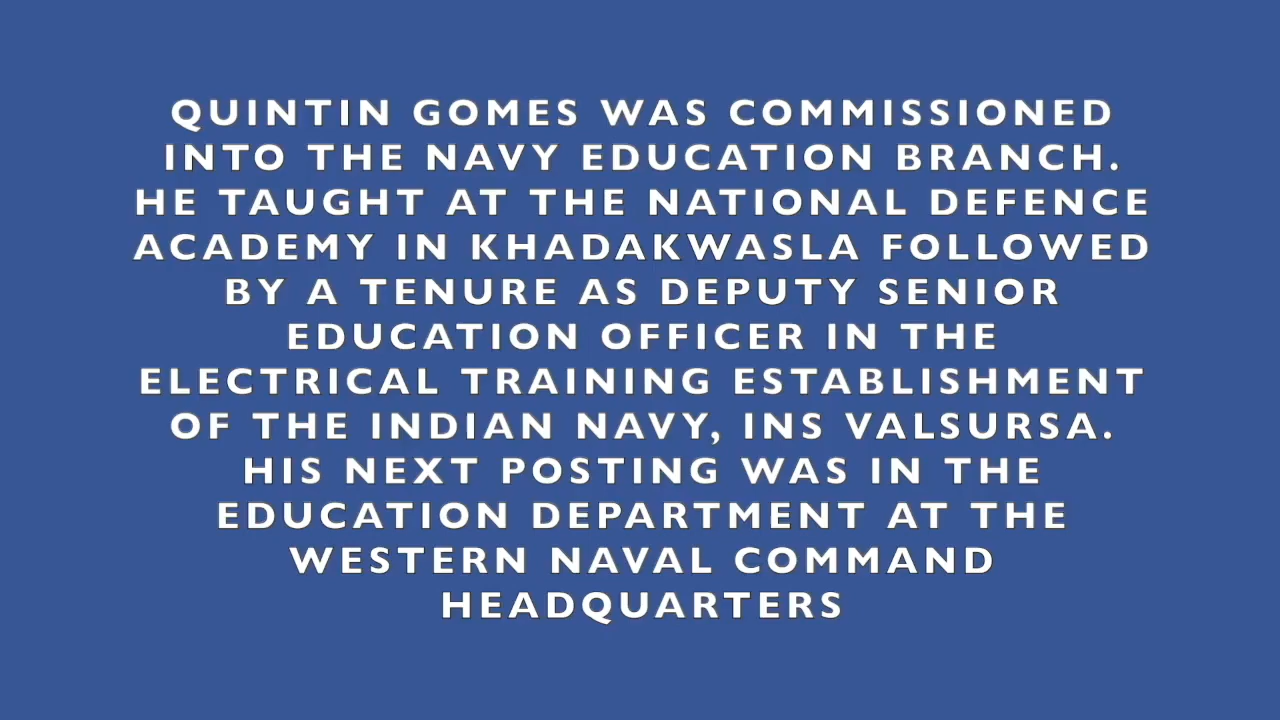 QUINTIN GOMES WAS COMMISSIONED
INTO THE NAVY EDUCATION BRANCH.
HE TAUGHT AT THE NATIONAL DEFENCE
ACADEMY IN KHADAKWASLA FOLLOWED
BY A TENURE AS DEPUTY SENIOR
EDUCATION OFFICER IN THE
ELECTRICAL TRAINING ESTABLISHMENT
OF THE INDIAN NAVY, INS VALSURSA.
HIS NEXT POSTING WAS IN THE
EDUCATION DEPARTMENT AT THE
WESTERN NAVAL COMMAND
HEADQUARTERS